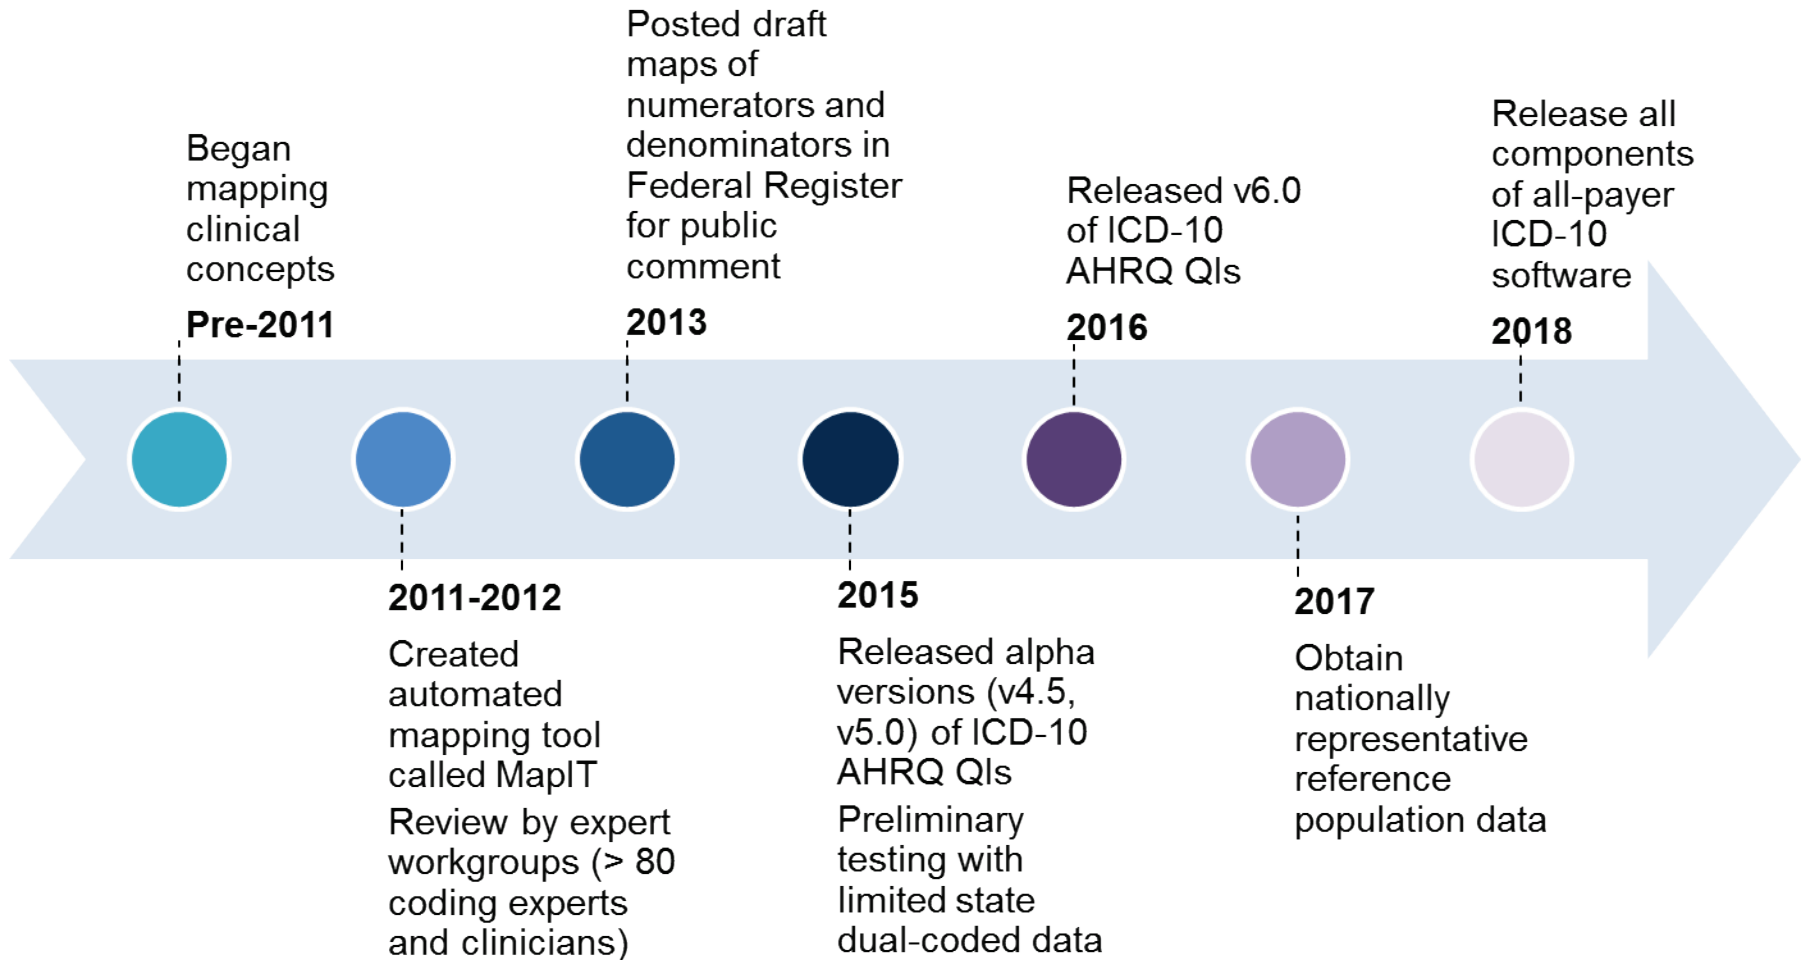 Began
mapping
clinical
concepts
Pre-2011
2011-2012
Created
automated
mapping tool
called MapIT
Review by expert
workgroups (> 80
coding experts
and clinicians)
Posted draft
maps of
numerators and
denominators in
Federal Register
for public
comment
2013
2015
Released alpha
versions (v4.5,
v5.0) of ICD-10
AHRQ QIs
Preliminary
testing with
limited state
dual-coded data
Released v6.0
of ICD-10
AHRQ QIs
2016
2017
Obtain
nationally
representative
reference
population data
Release all
components
of all-payer
ICD-10
software
2018